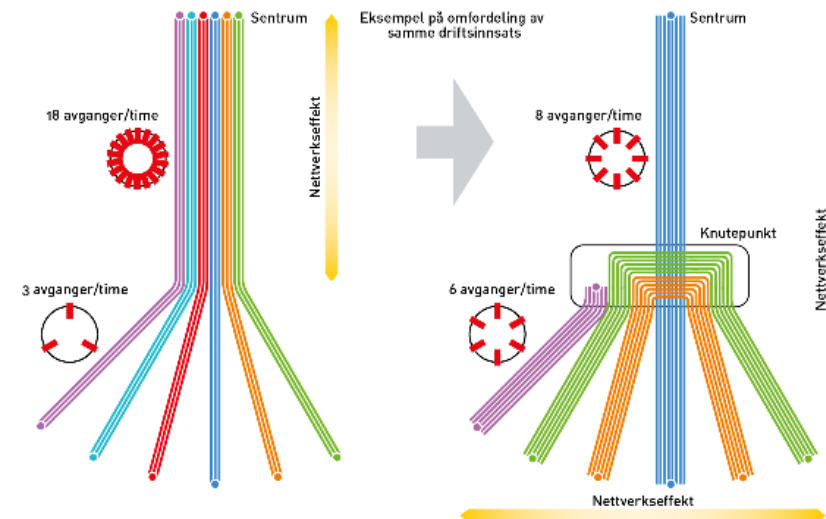 Sentrum
Eksempel på omfordeling av
samme driftsinnsats
Sentrum
18 avganger/time
Nettverkseffekt
8 avganger/time
Knutepunkt
3 avganger/time
6 avganger/time
Nettverkseffekt
Nettverkseffekt